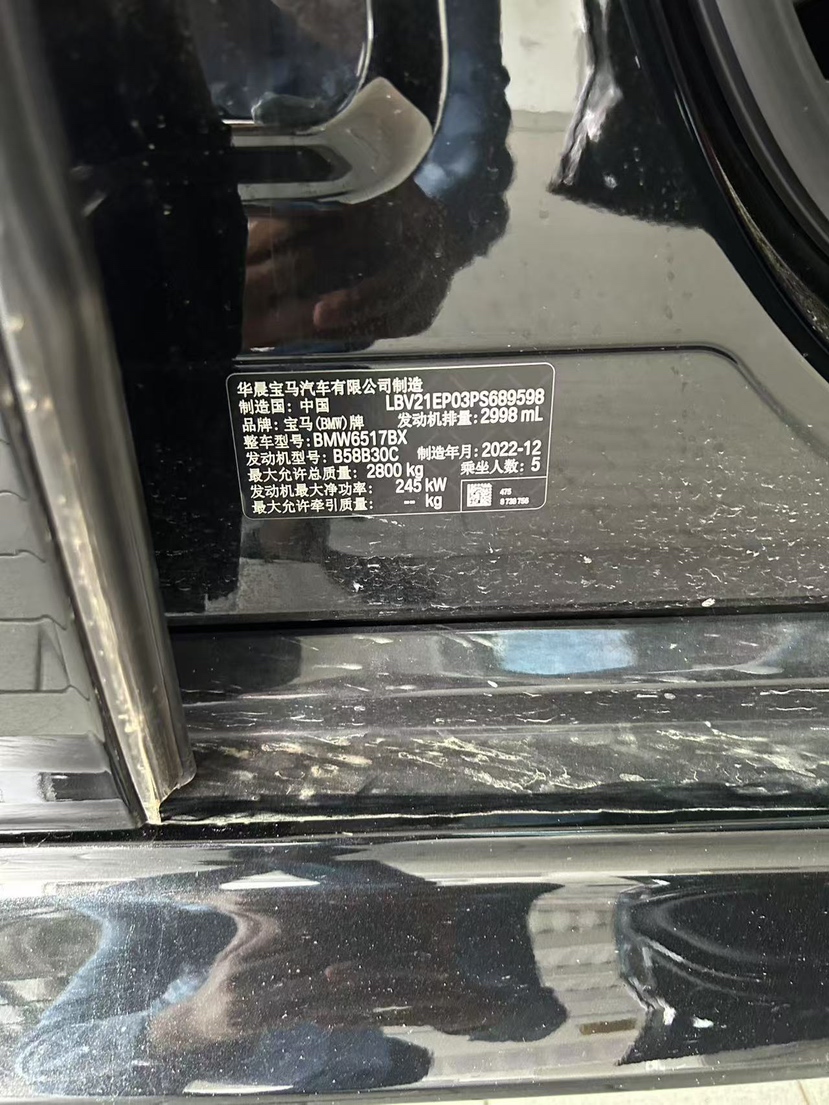 华晨宝马汽车有限公司制造
制造国：中国 LBV21EP03PS689598
品牌：宝马(BMW)牌 发动机排量：2998 mL
整车型号：BMW6517BX
发动机型号：B58B30C 制造年月：2022-12
最大允许总质量： 2800 kg 乘坐人数：5
发动机最大净功率： 245 kW
最大允许牵引质量： -- kg
475
8 738 756